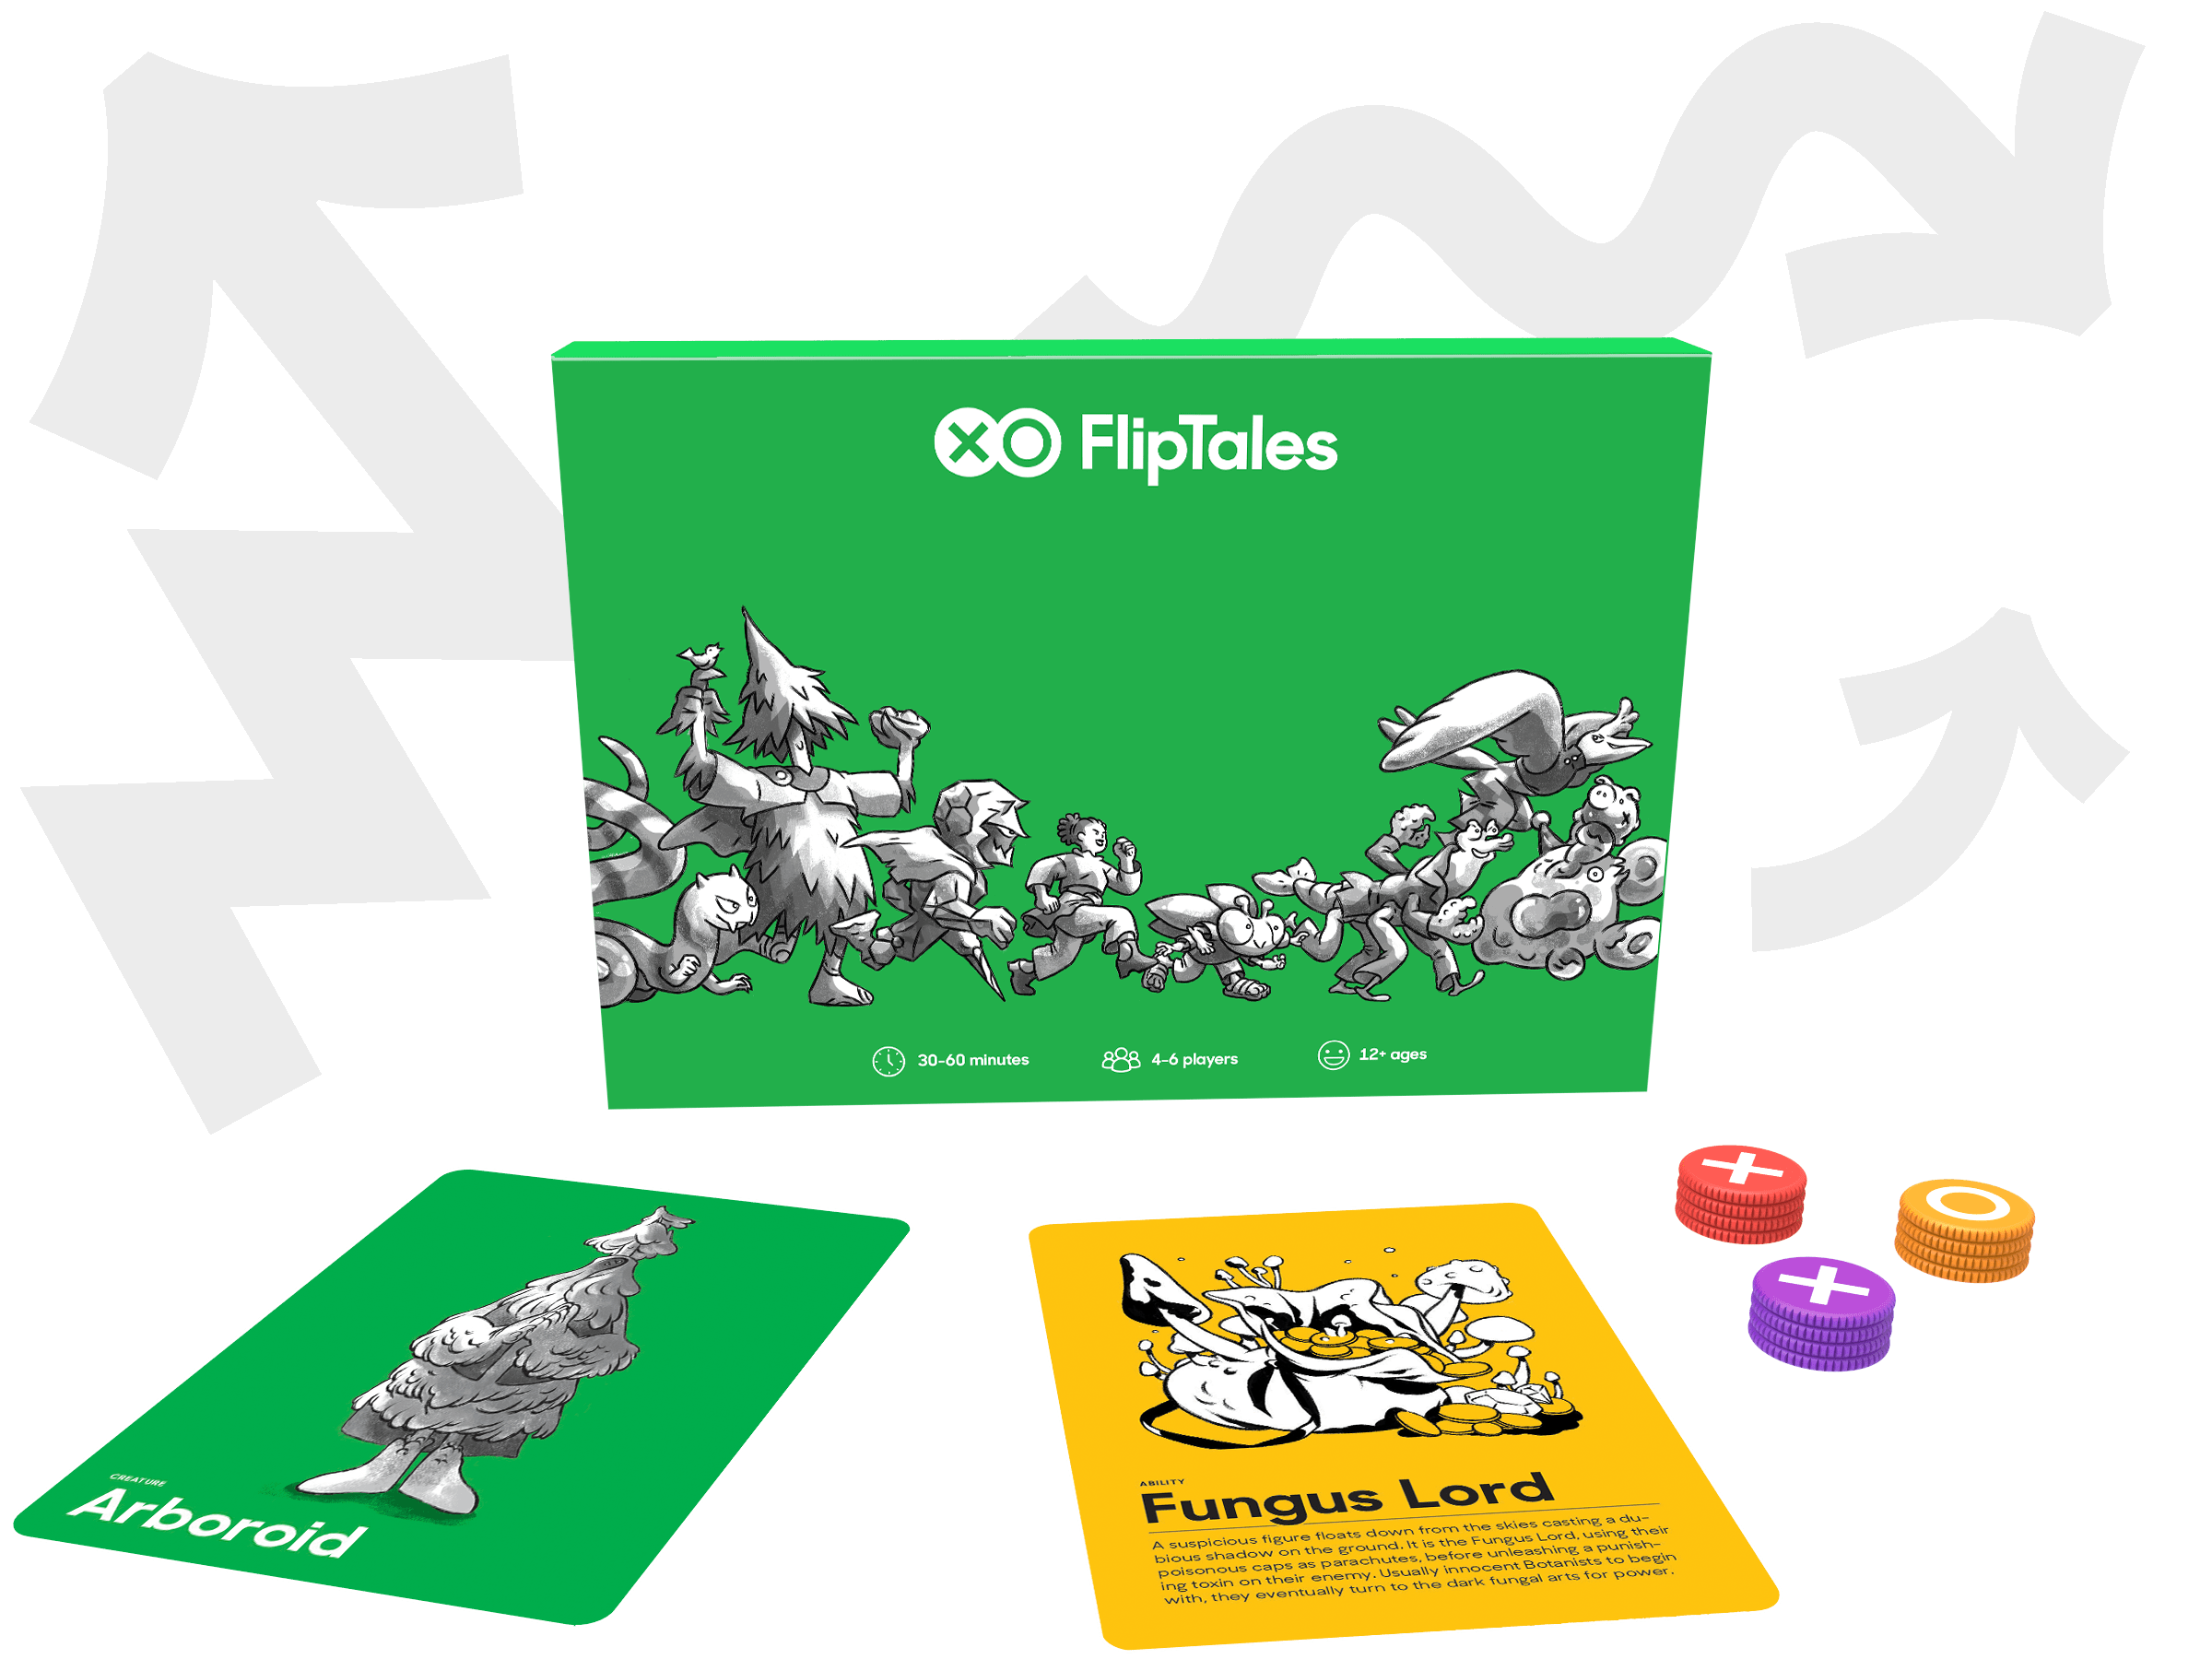 XO FlipTales
30-60 minutes
4-6 players
12+ ages
CREATURE
Arboroid
ABILITY
Fungus Lord
A suspicious figure floats down from the skies casting a du-
bious shadow on the ground. It is the Fungus Lord, using their
poisonous caps as parachutes, before unleashing a punish-
ing toxin on their enemy. Usually innocent Botanists to begin
with, they eventually turn to the dark fungal arts for power.